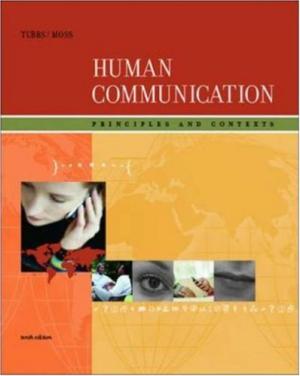 TUBBS / MOSS
HUMAN
COMMUNICATION
PRINCIPLES AND CONTEXTS
tenth edition